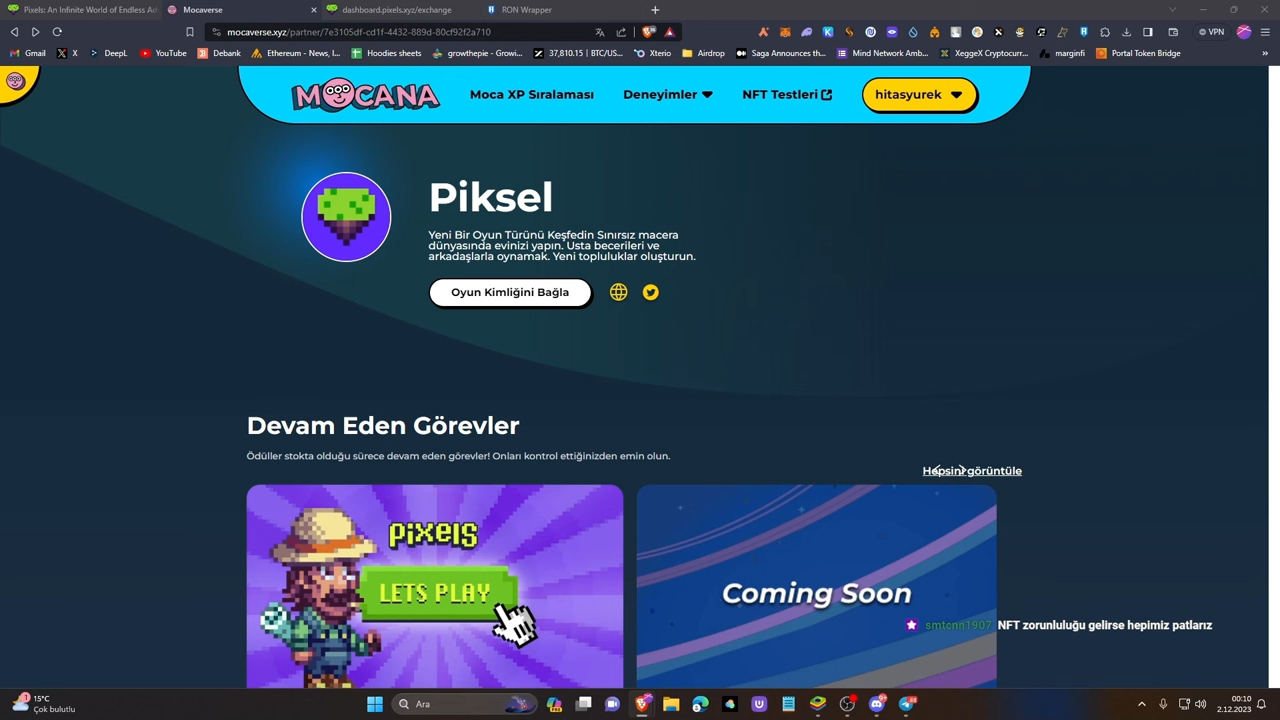 Pixels: An Infinite World of Endless Ad
Mocaverse
dashboard.pixels.xyz/exchange
RON Wrapper
mocaverse.xyz/partner/7e3105df-cd1f-4432-889d-80cf92f2a710
VPN
Gmail
X
DeepL
YouTube
Debank
Ethereum - News, I...
Hoodies sheets
growthepie - Growi...
37,810.15 | BTC/US...
Xterio
Airdrop
Saga Announces th...
Mind Network Amb...
XeggeX Cryptocurr...
marginfi
Portal Token Bridge
MOCANA
Moca XP Sıralaması
Deneyimler
NFT Testleri
hitasyurek
Piksel
Yeni Bir Oyun Türünü Keşfedin Sınırsız macera
dünyasında evinizi yapın. Usta becerileri ve
arkadaşlarla oynamak. Yeni topluluklar oluşturun.
Oyun Kimliğini Bağla
Devam Eden Görevler
Ödüller stokta olduğu sürece devam eden görevler! Onları kontrol ettiğinizden emin olun.
Hepsini görüntüle
pixels
LETS PLAY
Coming Soon
smtcnn1907 NFT zorunluluğu gelirse hepimiz patlarız
1
15°C
Çok bulutlu
Ara
00:10
2.12.2023